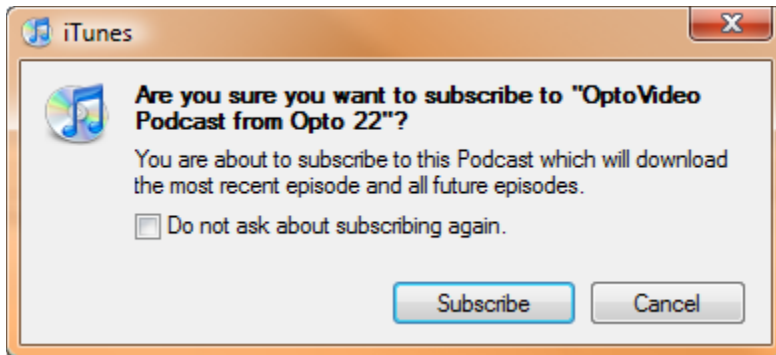 iTunes
Are you sure you want to subscribe to "OptoVideo
Podcast from Opto 22"?
You are about to subscribe to this Podcast which will download
the most recent episode and all future episodes.
Do not ask about subscribing again.
Subscribe
Cancel